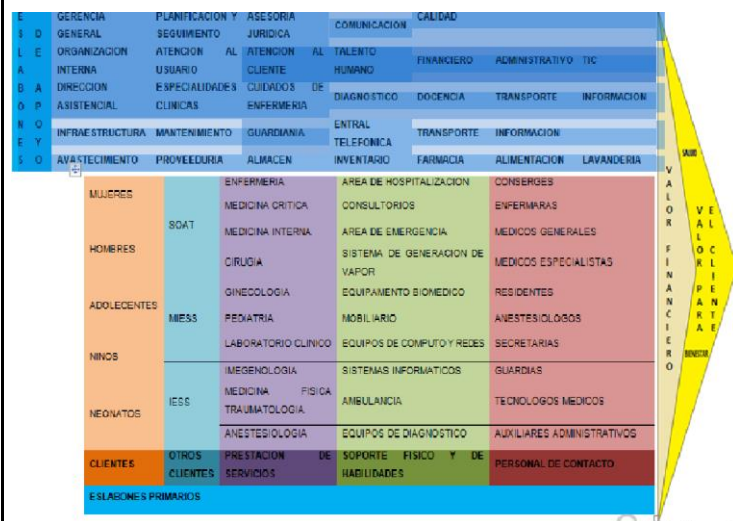 E GERENCIA PLANIFICACION Y ASESORIA COMUNICACION CALIDAD
S D GENERAL SEGUIMIENTO JURIDICA
L E ORGANIZACION ATENCION AL ATENCION AL TALENTO FINANCIERO ADMINISTRATIVO TIC
A INTERNA USUARIO CLIENTE HUMANO
B A DIRECCION ESPECIALIDADES CUIDADOS DE DIAGNOSTICO DOCENCIA TRANSPORTE INFORMACION
O P ASISTENCIAL CLINICAS ENFERMERIA
N O INFRAESTRUCTURA MANTENIMIENTO GUARDIANIA ENTRAL TRANSPORTE INFORMACION
E Y TELEFONICA
S O AVASTECIMIENTO PROVEEDURIA ALMACEN INVENTARIO FARMACIA ALIMENTACION LAVANDERIA
MUJERES
HOMBRES
ADOLECENTES
NINOS
NEONATOS
SOAT
MIESS
IESS
ENFERMERIA AREA DE HOSPITALIZACION CONSERGES
MEDICINA CRITICA CONSULTORIOS ENFERMARAS
MEDICINA INTERNA AREA DE EMERGENCIA MEDICOS GENERALES
CIRUGIA SISTEMA DE GENERACION DE VAPOR MEDICOS ESPECIALISTAS
GINECOLOGIA EQUIPAMENTO BIOMEDICO RESIDENTES
PEDIATRIA MOBILIARIO ANESTESIOLOGOS
LABORATORIO CLINICO EQUIPOS DE COMPUTO Y REDES SECRETARIAS
IMEGENOLOGIA SISTEMAS INFORMATICOS GUARDIAS
MEDICINA FISICA TRAUMATOLOGIA AMBULANCIA TECNOLOGOS MEDICOS
ANESTESIOLOGIA EQUIPOS DE DIAGNOSTICO AUXILIARES ADMINISTRATIVOS
CLIENTES OTROS CLIENTES PRESTACION DE SERVICIOS SOPORTE FISICO Y DE HABILIDADES PERSONAL DE CONTACTO
ESLABONES PRIMARIOS
VALOR FINANCIERO
SALUD
VALOR PARA
EL CLIENTE
BIENESTAR